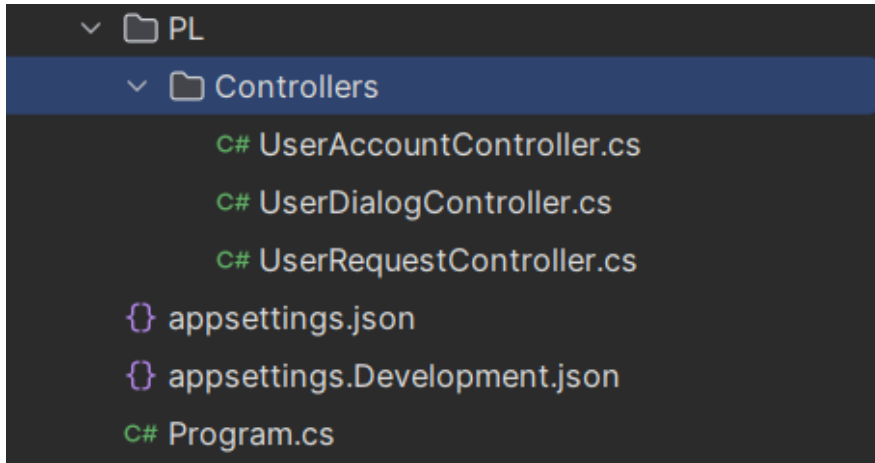 PL
Controllers
C# UserAccountController.cs
C# UserDialogController.cs
C# UserRequestController.cs
{} appsettings.json
{} appsettings.Development.json
C# Program.cs